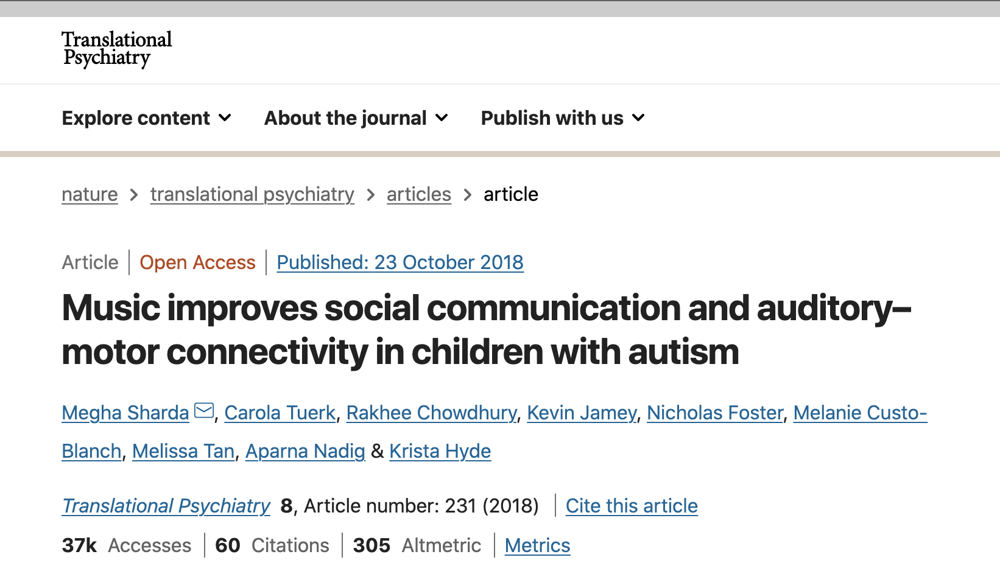 Translational
Psychiatry
Explore content About the journal Publish with us
nature > translational psychiatry > articles > article
Article | Open Access | Published: 23 October 2018
Music improves social communication and auditory–
motor connectivity in children with autism
Megha Sharda, Carola Tuerk, Rakhee Chowdhury, Kevin Jamey, Nicholas Foster, Melanie Custo-
Blanch, Melissa Tan, Aparna Nadig & Krista Hyde
Translational Psychiatry 8, Article number: 231 (2018) | Cite this article
37k Accesses | 60 Citations | 305 Altmetric | Metrics